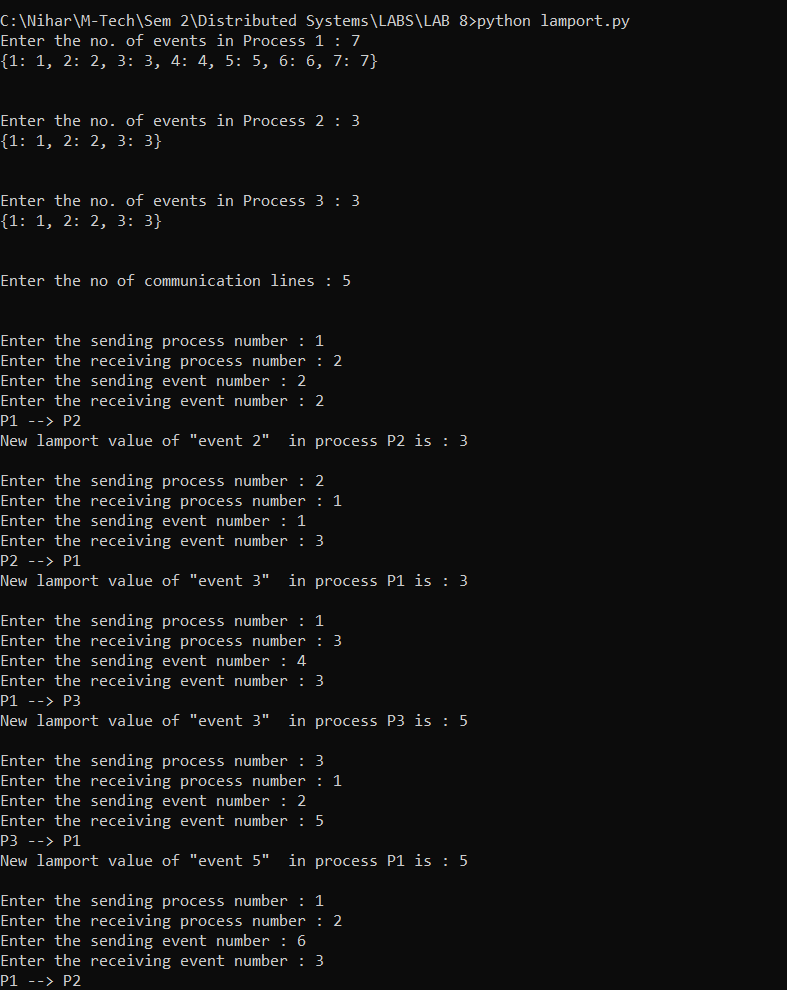 C:\Nihar\M-Tech\Sem 2\Distributed Systems\LABS\LAB 8>python lamport.py
Enter the no. of events in Process 1 : 7
{1: 1, 2: 2, 3: 3, 4: 4, 5: 5, 6: 6, 7: 7}
Enter the no. of events in Process 2 : 3
{1: 1, 2: 2, 3: 3}
Enter the no. of events in Process 3 : 3
{1: 1, 2: 2, 3: 3}
Enter the no of communication lines : 5
Enter the sending process number : 1
Enter the receiving process number : 2
Enter the sending event number : 2
Enter the receiving event number : 2
P1 --> P2
New lamport value of "event 2"  in process P2 is : 3
Enter the sending process number : 2
Enter the receiving process number : 1
Enter the sending event number : 1
Enter the receiving event number : 3
P2 --> P1
New lamport value of "event 3"  in process P1 is : 3
Enter the sending process number : 1
Enter the receiving process number : 3
Enter the sending event number : 4
Enter the receiving event number : 3
P1 --> P3
New lamport value of "event 3"  in process P3 is : 5
Enter the sending process number : 3
Enter the receiving process number : 1
Enter the sending event number : 2
Enter the receiving event number : 5
P3 --> P1
New lamport value of "event 5"  in process P1 is : 5
Enter the sending process number : 1
Enter the receiving process number : 2
Enter the sending event number : 6
Enter the receiving event number : 3
P1 --> P2